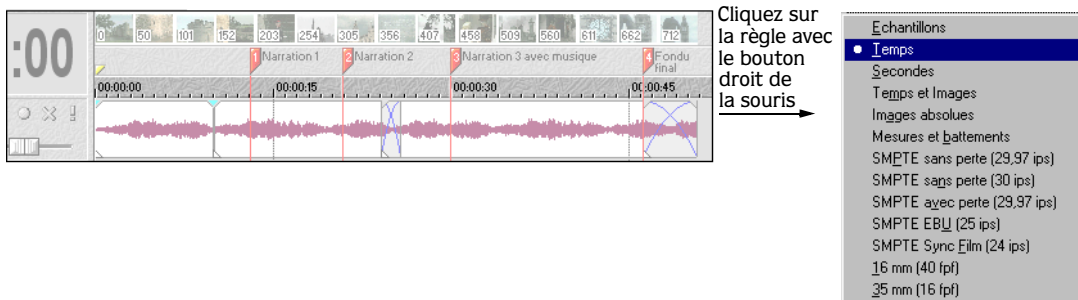 :00
0 50 101 152 203 254 305 356 407 458 509 560 611 662 712
1 Narration 1 2 Narration 2 3 Narration 3 avec musique 4 Fondu
final
00:00:00 00:00:15 00:00:30 00:00:45
Cliquez sur
la règle avec
le bouton
droit de
la souris
Echantillons
Temps
Secondes
Temps et Images
Images absolues
Mesures et battements
SMPTE sans perte (29,97 ips)
SMPTE sans perte (30 ips)
SMPTE avec perte (29,97 ips)
SMPTE EBU (25 ips)
SMPTE Sync Film (24 ips)
16 mm (40 fpf)
35 mm (16 fpf)